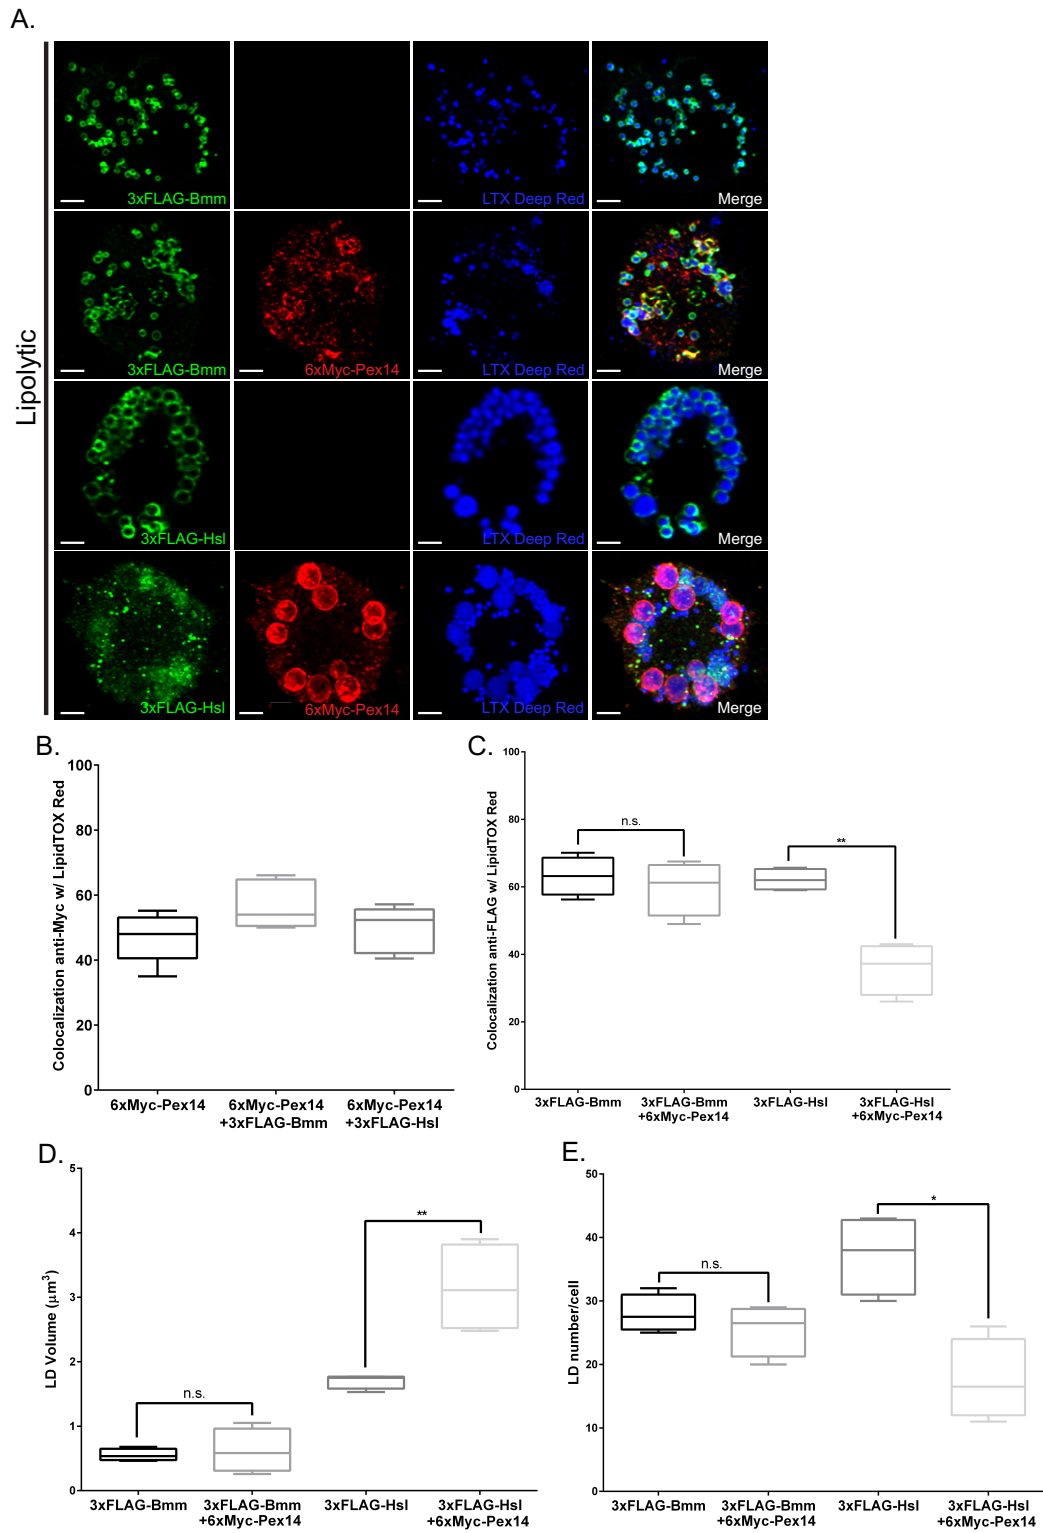 A.
Lipolytic
3xFLAG-Bmm
LTX Deep Red
Merge
3xFLAG-Bmm
6xMyc-Pex14
LTX Deep Red
Merge
3xFLAG-Hsl
LTX Deep Red
Merge
3xFLAG-Hsl
6xMyc-Pex14
LTX Deep Red
Merge
B.
Colocalization anti-Myc w/ LipidTOX Red
100
80
60
40
20
0
6xMyc-Pex14
6xMyc-Pex14
+3xFLAG-Bmm
6xMyc-Pex14
+3xFLAG-Hsl
C.
Colocalization anti-FLAG w/ LipidTOX Red
100
80
60
40
20
0
n.s.
**
3xFLAG-Bmm
3xFLAG-Bmm
+6xMyc-Pex14
3xFLAG-Hsl
3xFLAG-Hsl
+6xMyc-Pex14
D.
LD Volume (μm³)
5
4
3
2
1
0
n.s.
**
3xFLAG-Bmm
3xFLAG-Bmm
+6xMyc-Pex14
3xFLAG-Hsl
3xFLAG-Hsl
+6xMyc-Pex14
E.
LD number/cell
50
40
30
20
10
0
n.s.
*
3xFLAG-Bmm
3xFLAG-Bmm
+6xMyc-Pex14
3xFLAG-Hsl
3xFLAG-Hsl
+6xMyc-Pex14